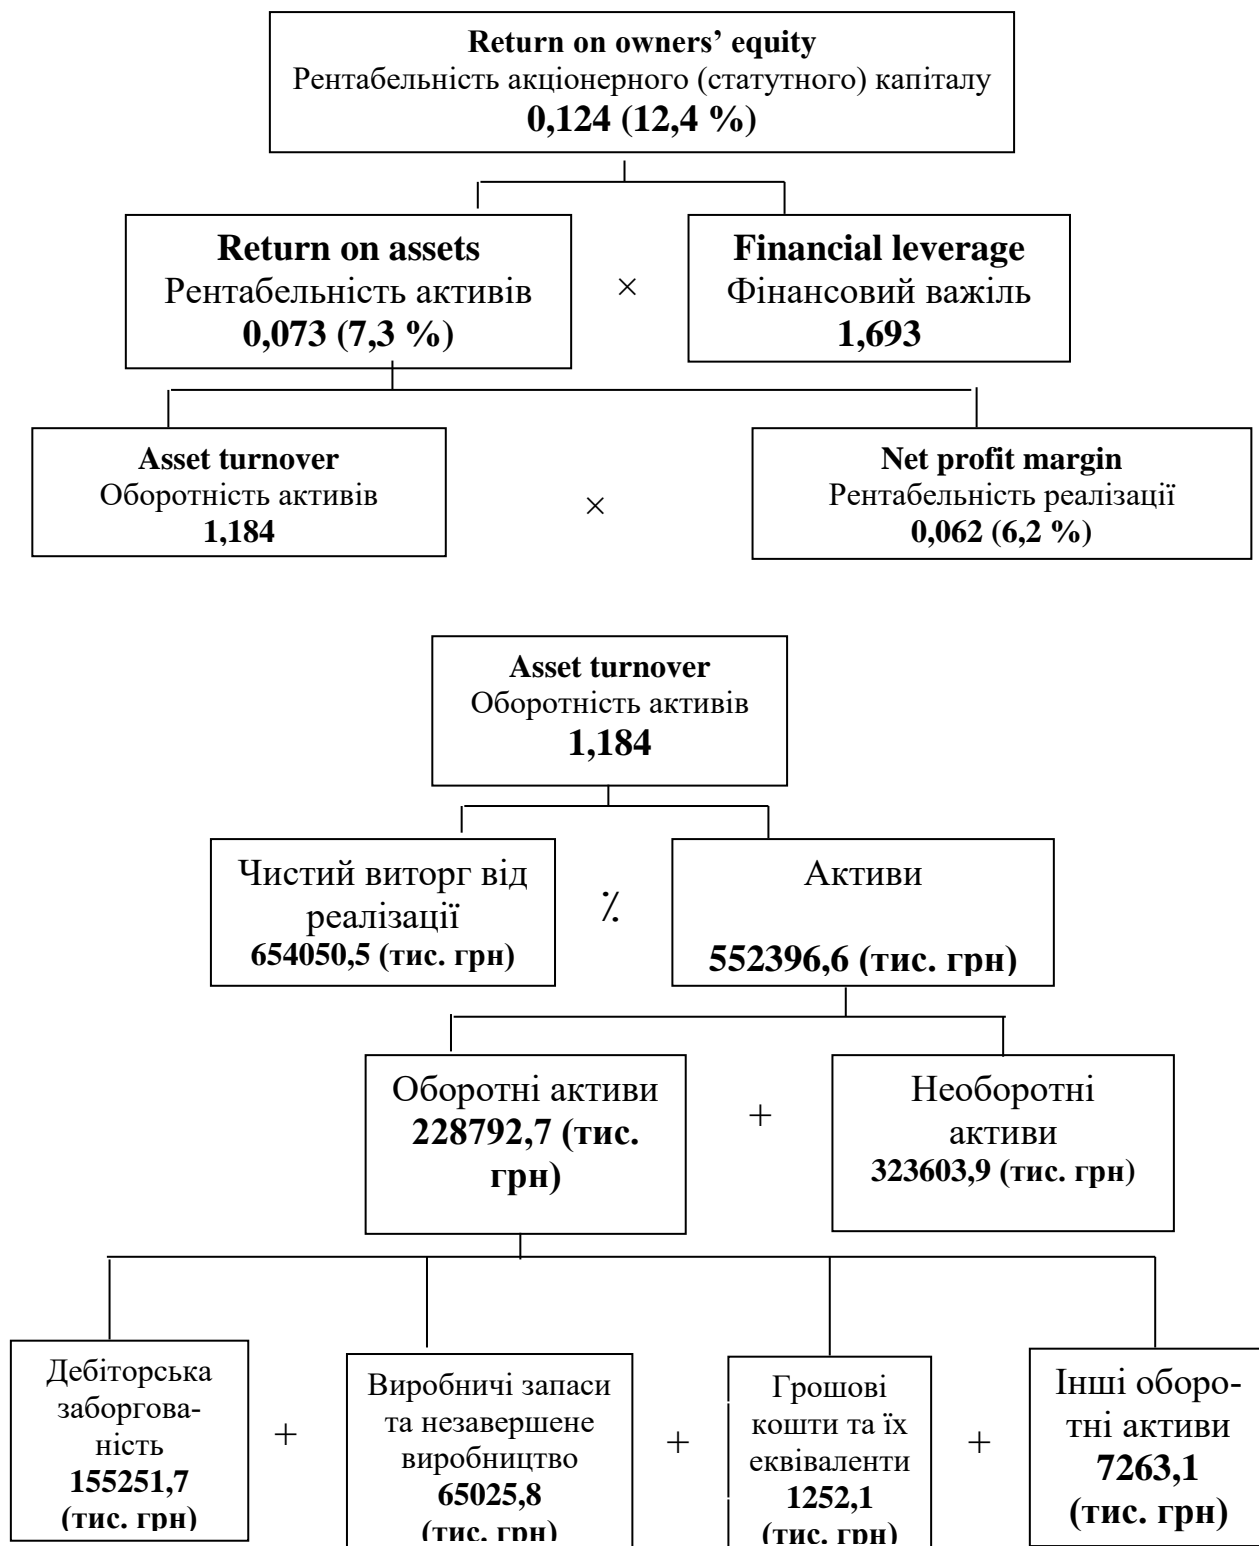 Return on owners’ equity
Рентабельність акціонерного (статутного) капіталу
0,124 (12,4 %)
Return on assets
Рентабельність активів
0,073 (7,3 %)
×
Financial leverage
Фінансовий важіль
1,693
Asset turnover
Оборотність активів
1,184
×
Net profit margin
Рентабельність реалізації
0,062 (6,2 %)
Asset turnover
Оборотність активів
1,184
Чистий виторг від
реалізації
654050,5 (тис. грн)
⁒
Активи
552396,6 (тис. грн)
Оборотні активи
228792,7 (тис.
грн)
+
Необоротні
активи
323603,9 (тис. грн)
Дебіторська
заборгова-
ність
155251,7
(тис. грн)
+
Виробничі запаси
та незавершене
виробництво
65025,8
(тис. грн)
+
Грошові
кошти та їх
еквіваленти
1252,1
(тис. грн)
+
Інші оборо-
тні активи
7263,1
(тис. грн)